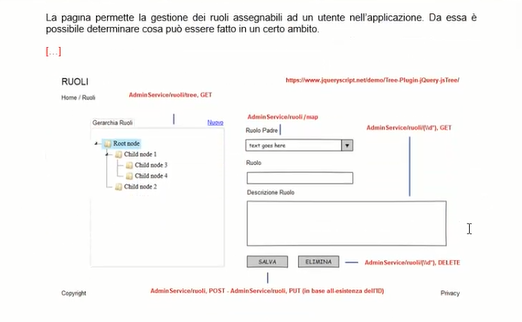 La pagina permette la gestione dei ruoli assegnabili ad un utente nell'applicazione. Da essa è
possibile determinare cosa può essere fatto in un certo ambito.
[...]
RUOLI
https://www.jqueryscript.net/demo/Tree-Plugin-jQuery-jsTree/
Home / Ruoli
AdminService/ruoli/tree, GET
Gerarchia Ruoli
Nuovo
Root node
Child node 1
Child node 3
Child node 4
Child node 2
AdminService/ruoli/map
Ruolo Padre
AdminService/ruoli/{\id"}, GET
text goes here
Ruolo
Descrizione Ruolo
SALVA
ELIMINA
AdminService/ruoli/{\id"}, DELETE
AdminService/ruoli, POST - AdminService/ruoli, PUT (in base all-esistenza dell'ID)
Copyright
Privacy